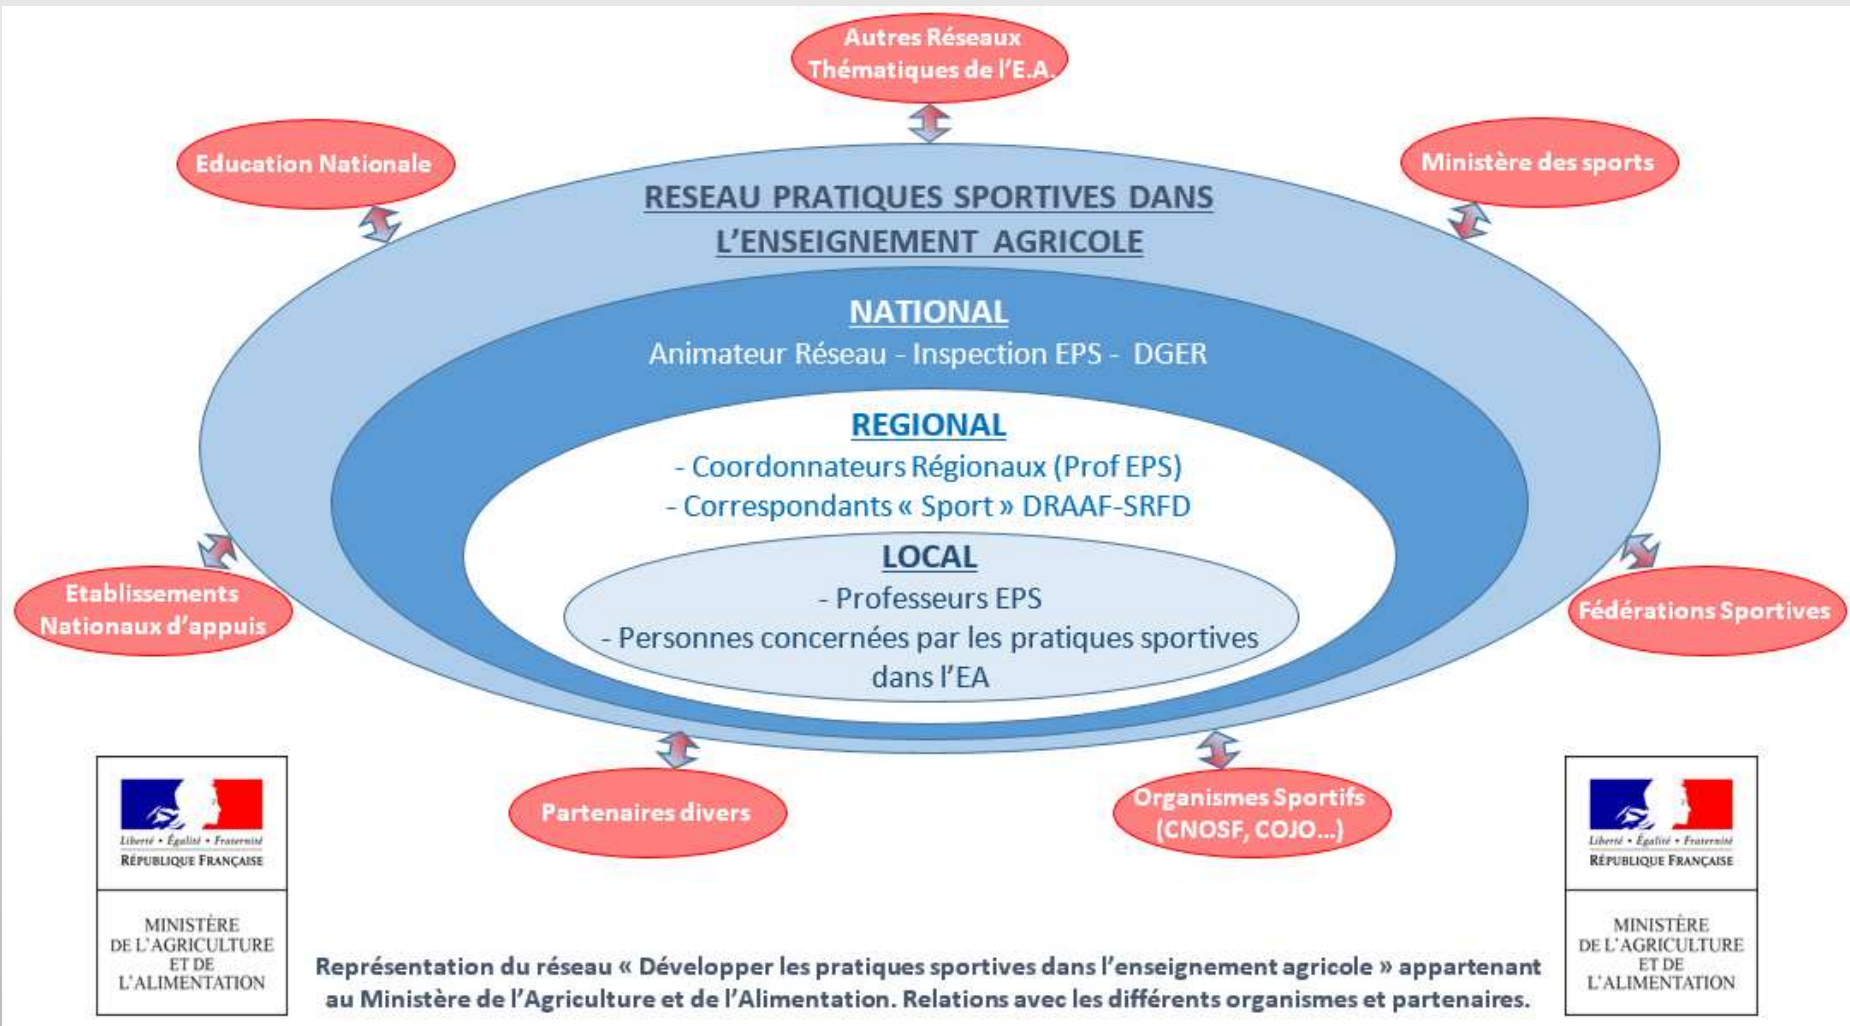 Autres Réseaux
Thématiques de l'E.A.
Education Nationale
Ministère des sports
RESEAU PRATIQUES SPORTIVES DANS
L'ENSEIGNEMENT AGRICOLE
NATIONAL
Animateur Réseau - Inspection EPS - DGER
REGIONAL
- Coordonnateurs Régionaux (Prof EPS)
- Correspondants « Sport » DRAAF-SRFD
LOCAL
- Professeurs EPS
- Personnes concernées par les pratiques sportives
dans l'EA
Etablissements
Nationaux d'appuis
Fédérations Sportives
Partenaires divers
Organismes Sportifs
(CNOSF, COJO...)
Liberté • Égalité • Fraternité
RÉPUBLIQUE FRANÇAISE
MINISTÈRE
DE L'AGRICULTURE
ET DE
L'ALIMENTATION
Liberté • Égalité • Fraternité
RÉPUBLIQUE FRANÇAISE
MINISTÈRE
DE L'AGRICULTURE
ET DE
L'ALIMENTATION
Représentation du réseau « Développer les pratiques sportives dans l'enseignement agricole » appartenant
au Ministère de l'Agriculture et de l'Alimentation. Relations avec les différents organismes et partenaires.